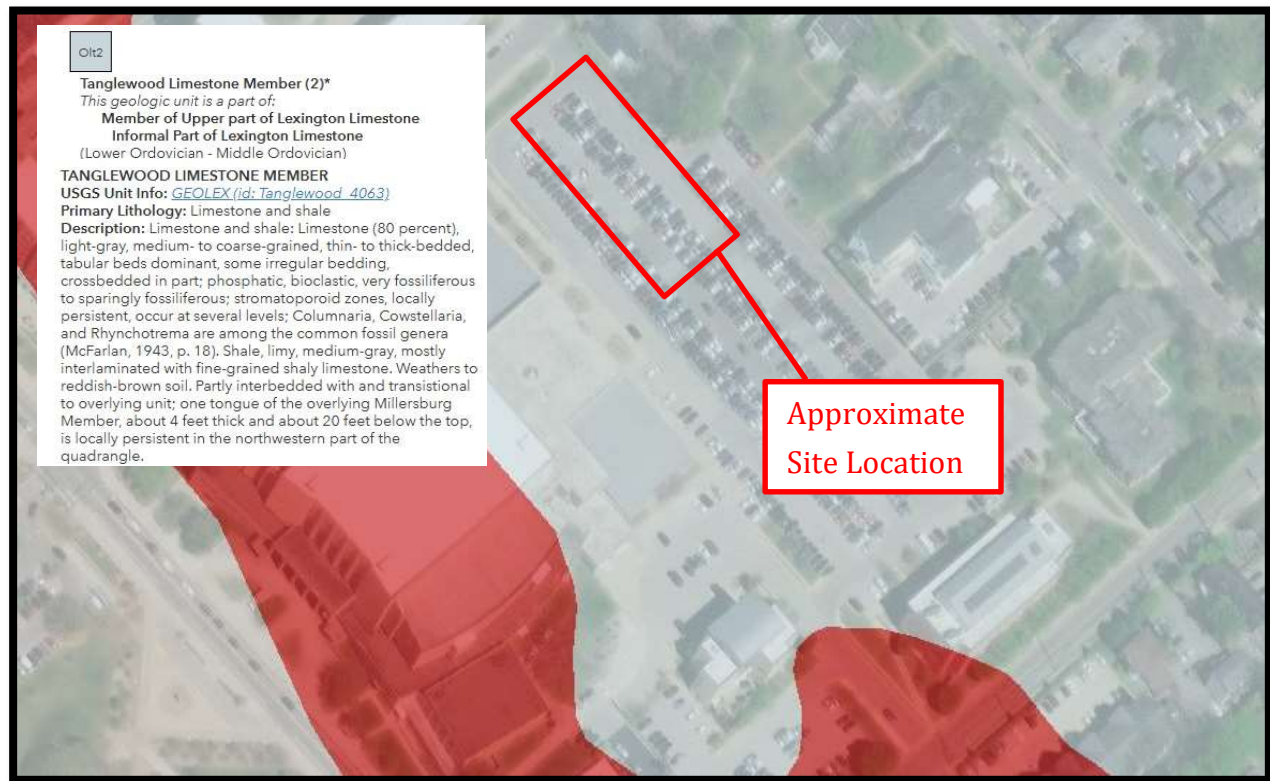 Olt2
Tanglewood Limestone Member (2)*
This geologic unit is a part of:
Member of Upper part of Lexington Limestone
Informal Part of Lexington Limestone
(Lower Ordovician - Middle Ordovician)
TANGLEWOOD LIMESTONE MEMBER
USGS Unit Info: GEOLEX (id: Tanglewood_4063)
Primary Lithology: Limestone and shale
Description: Limestone and shale: Limestone (80 percent),
light-gray, medium- to coarse-grained, thin- to thick-bedded,
tabular beds dominant, some irregular bedding,
crossbedded in part; phosphatic, bioclastic, very fossiliferous
to sparingly fossiliferous; stromatoporoid zones, locally
persistent, occur at several levels; Columnaria, Cowstellaria,
and Rhynchotrema are among the common fossil genera
(McFarlan, 1943, p. 18). Shale, limy, medium-gray, mostly
interlaminated with fine-grained shaly limestone. Weathers to
reddish-brown soil. Partly interbedded with and transistional
to overlying unit; one tongue of the overlying Millersburg
Member, about 4 feet thick and about 20 feet below the top,
is locally persistent in the northwestern part of the
quadrangle.
Approximate
Site Location